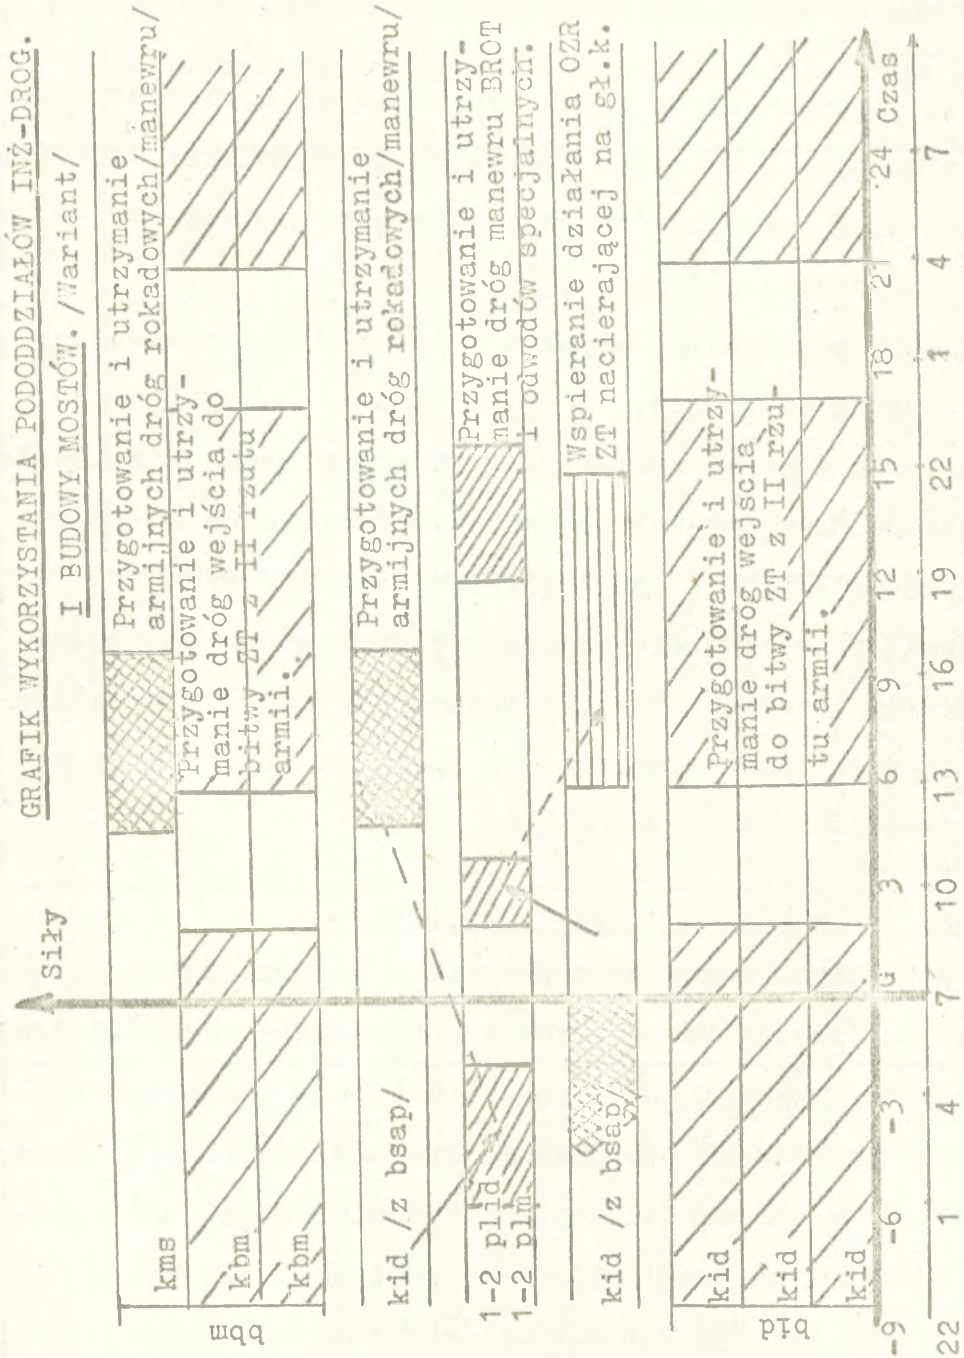 GRAFIK WYKORZYSTANIA PODODDZIAŁÓW INŻ-DROG.
I BUDOWY MOSTÓW. /Wariant/
Siły
bbm
kms
kbm
kbm
Przygotowanie i utrzymanie
armijnych dróg rokadowych/manewru/
Przygotowanie i utrzy-
manie dróg wejścia do
bitwy ZT z II rzutu
armii.
kid /z bsap/
Przygotowanie i utrzymanie
armijnych dróg rokadowych/manewru/
1-2 plid
1-2 plm
Przygotowanie i utrzy-
manie dróg manewru BROT
i odwodów specjalnych.
kid /z bsap/
Wspieranie działania OZR
ZT nacierającej na gł.k.
bid
kid
kid
kid
Przygotowanie i utrzy-
manie drog wejscia
do bitwy ZT z II rzu-
tu armii.
-9 -6 -3 G 3 6 9 12 15 18 21 24 Czas
22 1 4 7 10 13 16 19 22 1 4 7